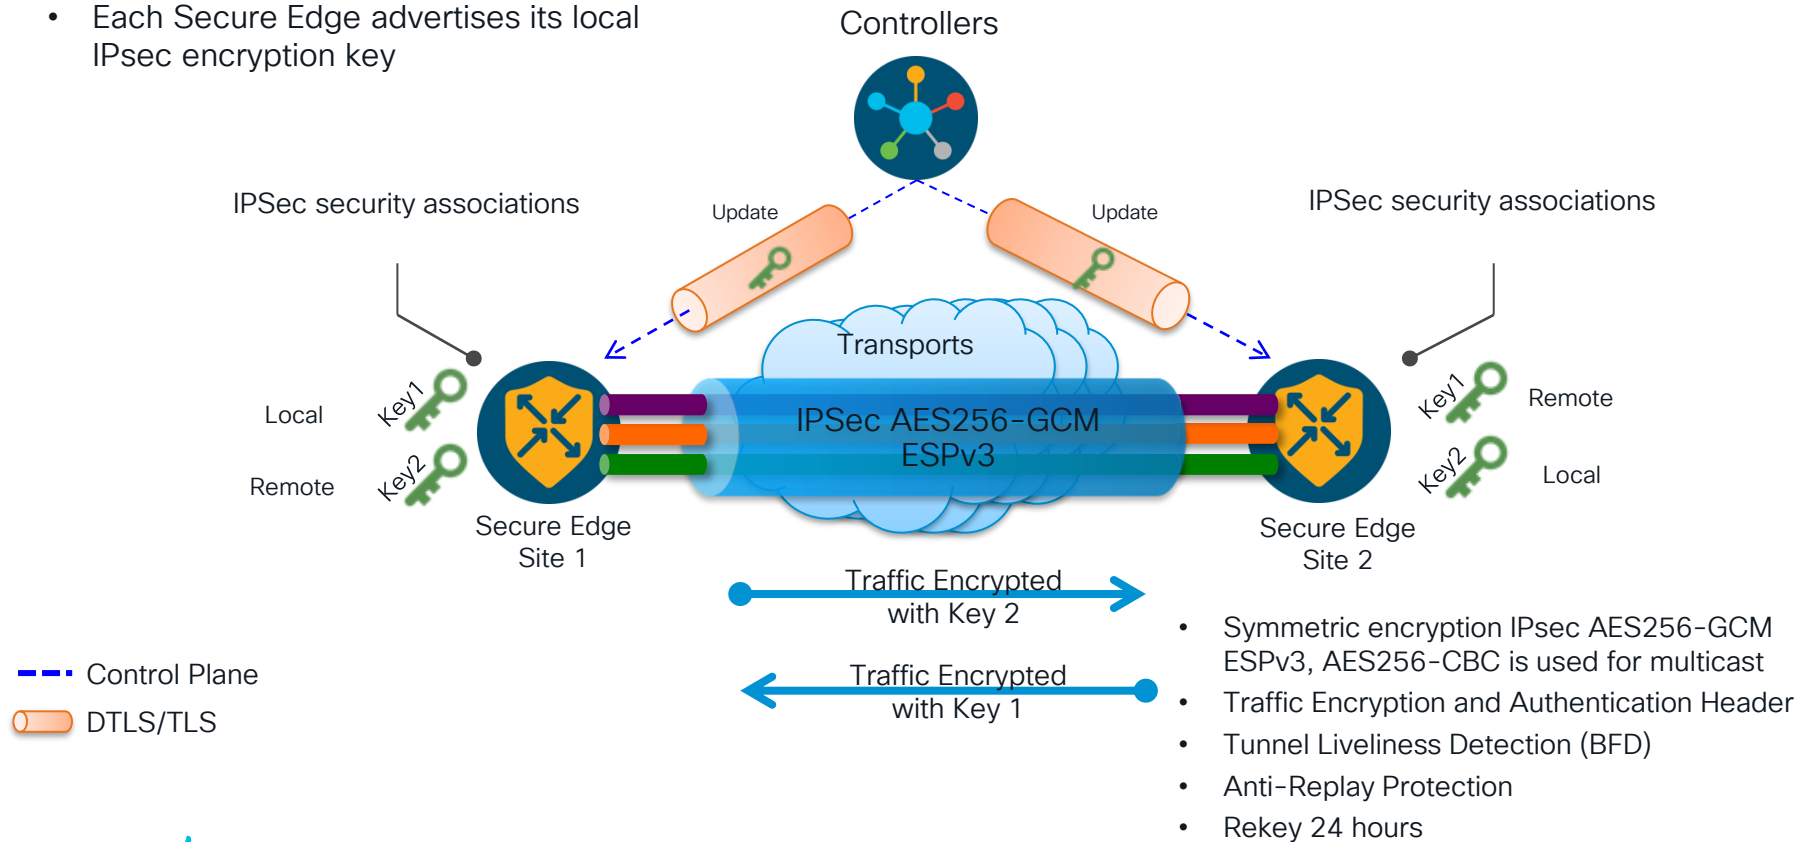 • Each Secure Edge advertises its local
IPsec encryption key
Controllers
IPSec security associations
Update
Update
IPSec security associations
Transports
Local
Key1
Remote
Key2
IPSec AES256-GCM
ESPv3
Key1
Remote
Key2
Local
Secure Edge
Site 1
Secure Edge
Site 2
Traffic Encrypted
with Key 2
Traffic Encrypted
with Key 1
Control Plane
DTLS/TLS
• Symmetric encryption IPsec AES256-GCM
ESPv3, AES256-CBC is used for multicast
• Traffic Encryption and Authentication Header
• Tunnel Liveliness Detection (BFD)
• Anti-Replay Protection
• Rekey 24 hours